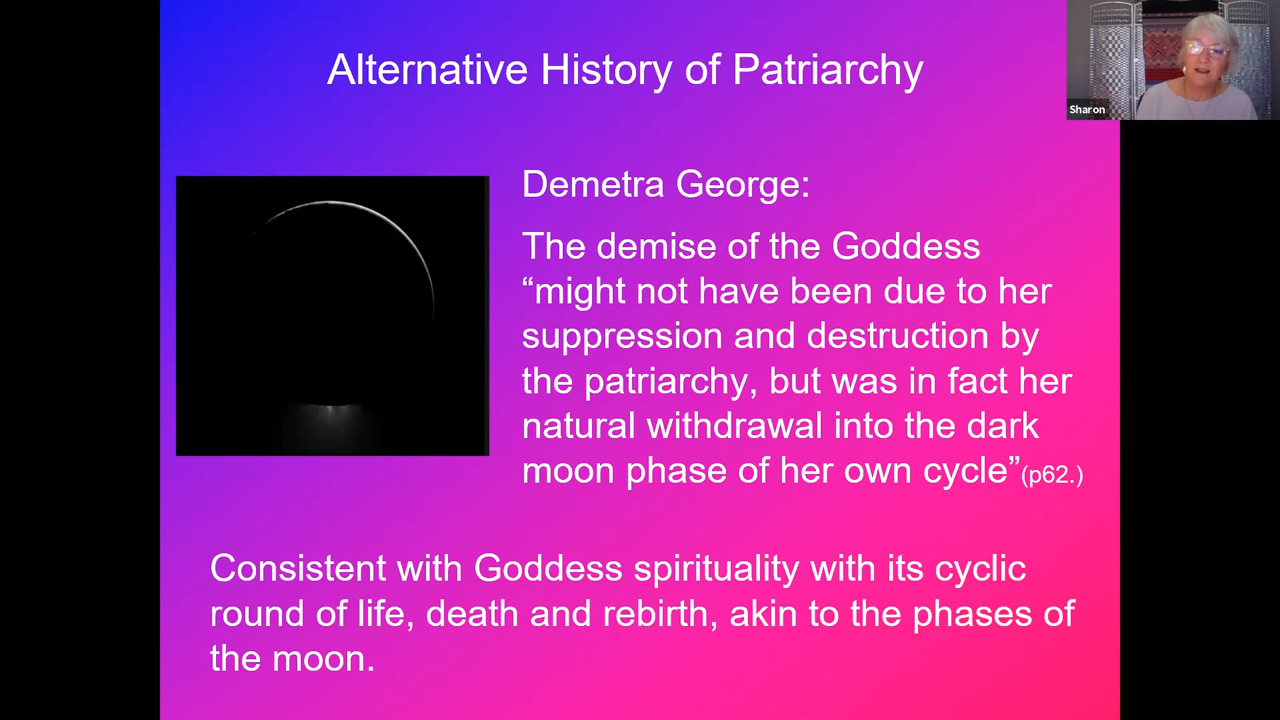 Alternative History of Patriarchy
Sharon
Demetra George:
The demise of the Goddess
“might not have been due to her
suppression and destruction by
the patriarchy, but was in fact her
natural withdrawal into the dark
moon phase of her own cycle”(p62.)
Consistent with Goddess spirituality with its cyclic
round of life, death and rebirth, akin to the phases of
the moon.